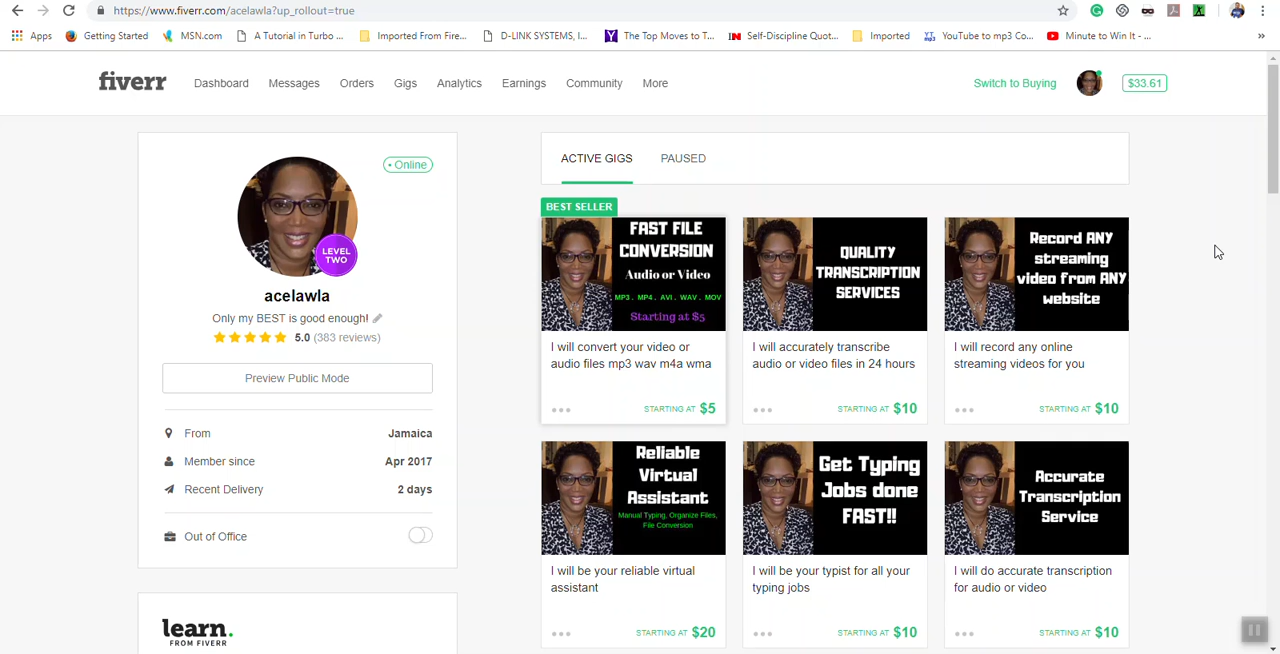 https://www.fiverr.com/acelawla?up_rollout=true
Apps
Getting Started
MSN.com
A Tutorial in Turbo ...
Imported From Fire...
D-LINK SYSTEMS, I...
The Top Moves to T...
Self-Discipline Quot...
Imported
YouTube to mp3 Co...
Minute to Win It - ...
»
fiverr
Dashboard
Messages
Orders
Gigs
Analytics
Earnings
Community
More
Switch to Buying
$33.61
• Online
LEVEL
TWO
acelawla
Only my BEST is good enough!
5.0 (383 reviews)
Preview Public Mode
From Jamaica
Member since Apr 2017
Recent Delivery 2 days
Out of Office
learn.
FROM FIVERR
ACTIVE GIGS
PAUSED
BEST SELLER
FAST FILE
CONVERSION
Audio or Video
MP3 . MP4 . AVI . WAV . MOV
Starting at $5
I will convert your video or
audio files mp3 wav m4a wma
STARTING AT $5
QUALITY
TRANSCRIPTION
SERVICES
I will accurately transcribe
audio or video files in 24 hours
STARTING AT $10
Record ANY
streaming
video from ANY
website
I will record any online
streaming videos for you
STARTING AT $10
Reliable
Virtual
Assistant
Manual Typing, Organize Files,
File Conversion
I will be your reliable virtual
assistant
STARTING AT $20
Get Typing
Jobs done
FAST!!
I will be your typist for all your
typing jobs
STARTING AT $10
Accurate
Transcription
Service
I will do accurate transcription
for audio or video
STARTING AT $10